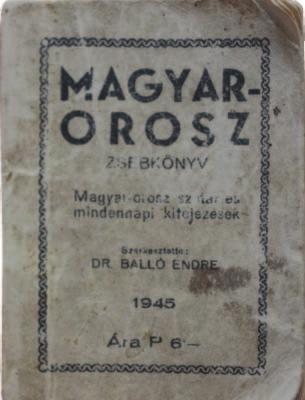 MAGYAR-
OROSZ
ZSEBKÖNYV
Magyar-orosz szótár és
mindennapi kifejezések
Szerkesztette:
DR. BALLÓ ENDRE
1945
Ára P 6·—